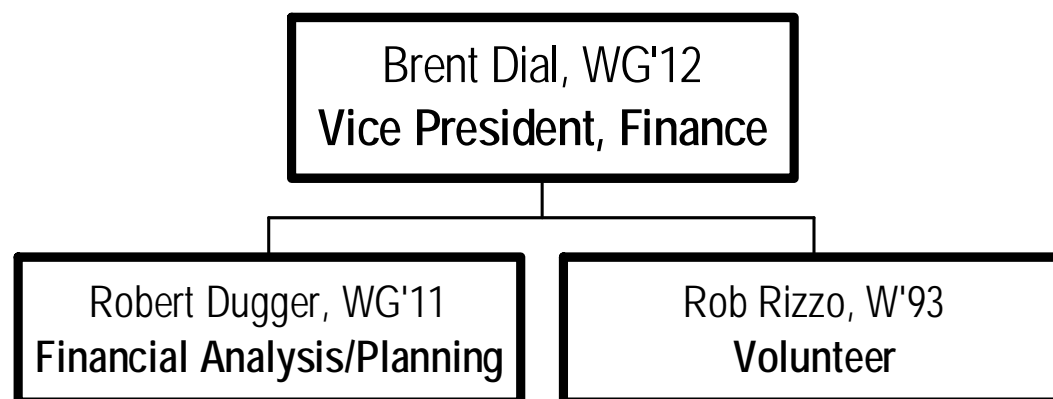 Brent Dial, WG'12
Vice President, Finance
Robert Dugger, WG'11
Financial Analysis/Planning
Rob Rizzo, W'93
Volunteer